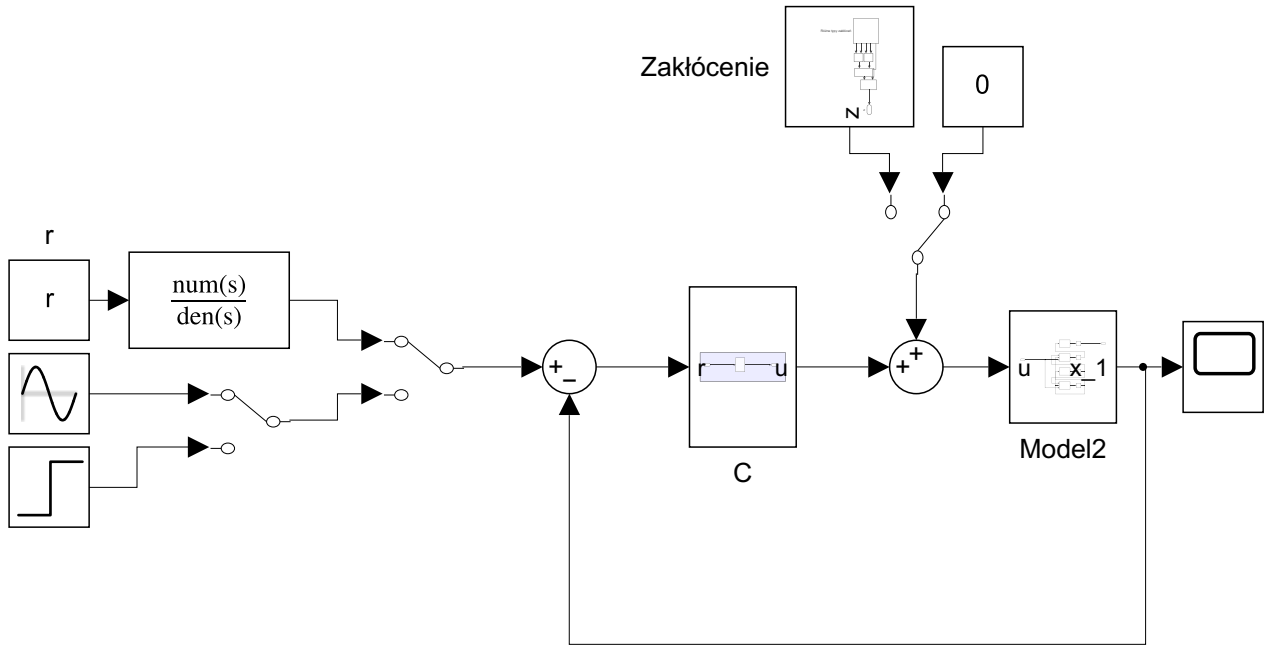 Zakłócenie
0
z
r
r
num(s)
den(s)
+
−
r
u
C
+
+
u
x_1
Model2